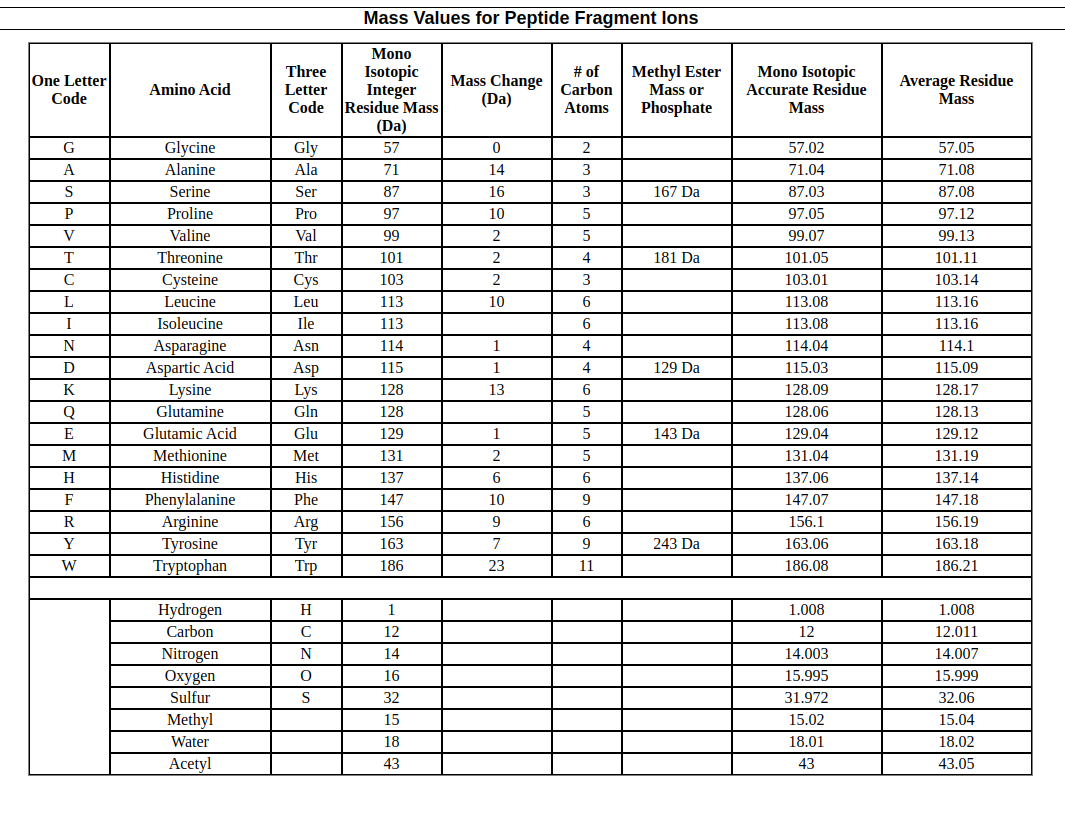 Mass Values for Peptide Fragment Ions
One Letter Code Amino Acid Three Letter Code Mono Isotopic Integer Residue Mass (Da) Mass Change (Da) # of Carbon Atoms Methyl Ester Mass or Phosphate Mono Isotopic Accurate Residue Mass Average Residue Mass
G Glycine Gly 57 0 2 57.02 57.05
A Alanine Ala 71 14 3 71.04 71.08
S Serine Ser 87 16 3 167 Da 87.03 87.08
P Proline Pro 97 10 5 97.05 97.12
V Valine Val 99 2 5 99.07 99.13
T Threonine Thr 101 2 4 181 Da 101.05 101.11
C Cysteine Cys 103 2 3 103.01 103.14
L Leucine Leu 113 10 6 113.08 113.16
I Isoleucine Ile 113 6 113.08 113.16
N Asparagine Asn 114 1 4 114.04 114.1
D Aspartic Acid Asp 115 1 4 129 Da 115.03 115.09
K Lysine Lys 128 13 6 128.09 128.17
Q Glutamine Gln 128 5 128.06 128.13
E Glutamic Acid Glu 129 1 5 143 Da 129.04 129.12
M Methionine Met 131 2 5 131.04 131.19
H Histidine His 137 6 6 137.06 137.14
F Phenylalanine Phe 147 10 9 147.07 147.18
R Arginine Arg 156 9 6 156.1 156.19
Y Tyrosine Tyr 163 7 9 243 Da 163.06 163.18
W Tryptophan Trp 186 23 11 186.08 186.21
Hydrogen H 1 1.008 1.008
Carbon C 12 12 12.011
Nitrogen N 14 14.003 14.007
Oxygen O 16 15.995 15.999
Sulfur S 32 31.972 32.06
Methyl 15 15.02 15.04
Water 18 18.01 18.02
Acetyl 43 43 43.05